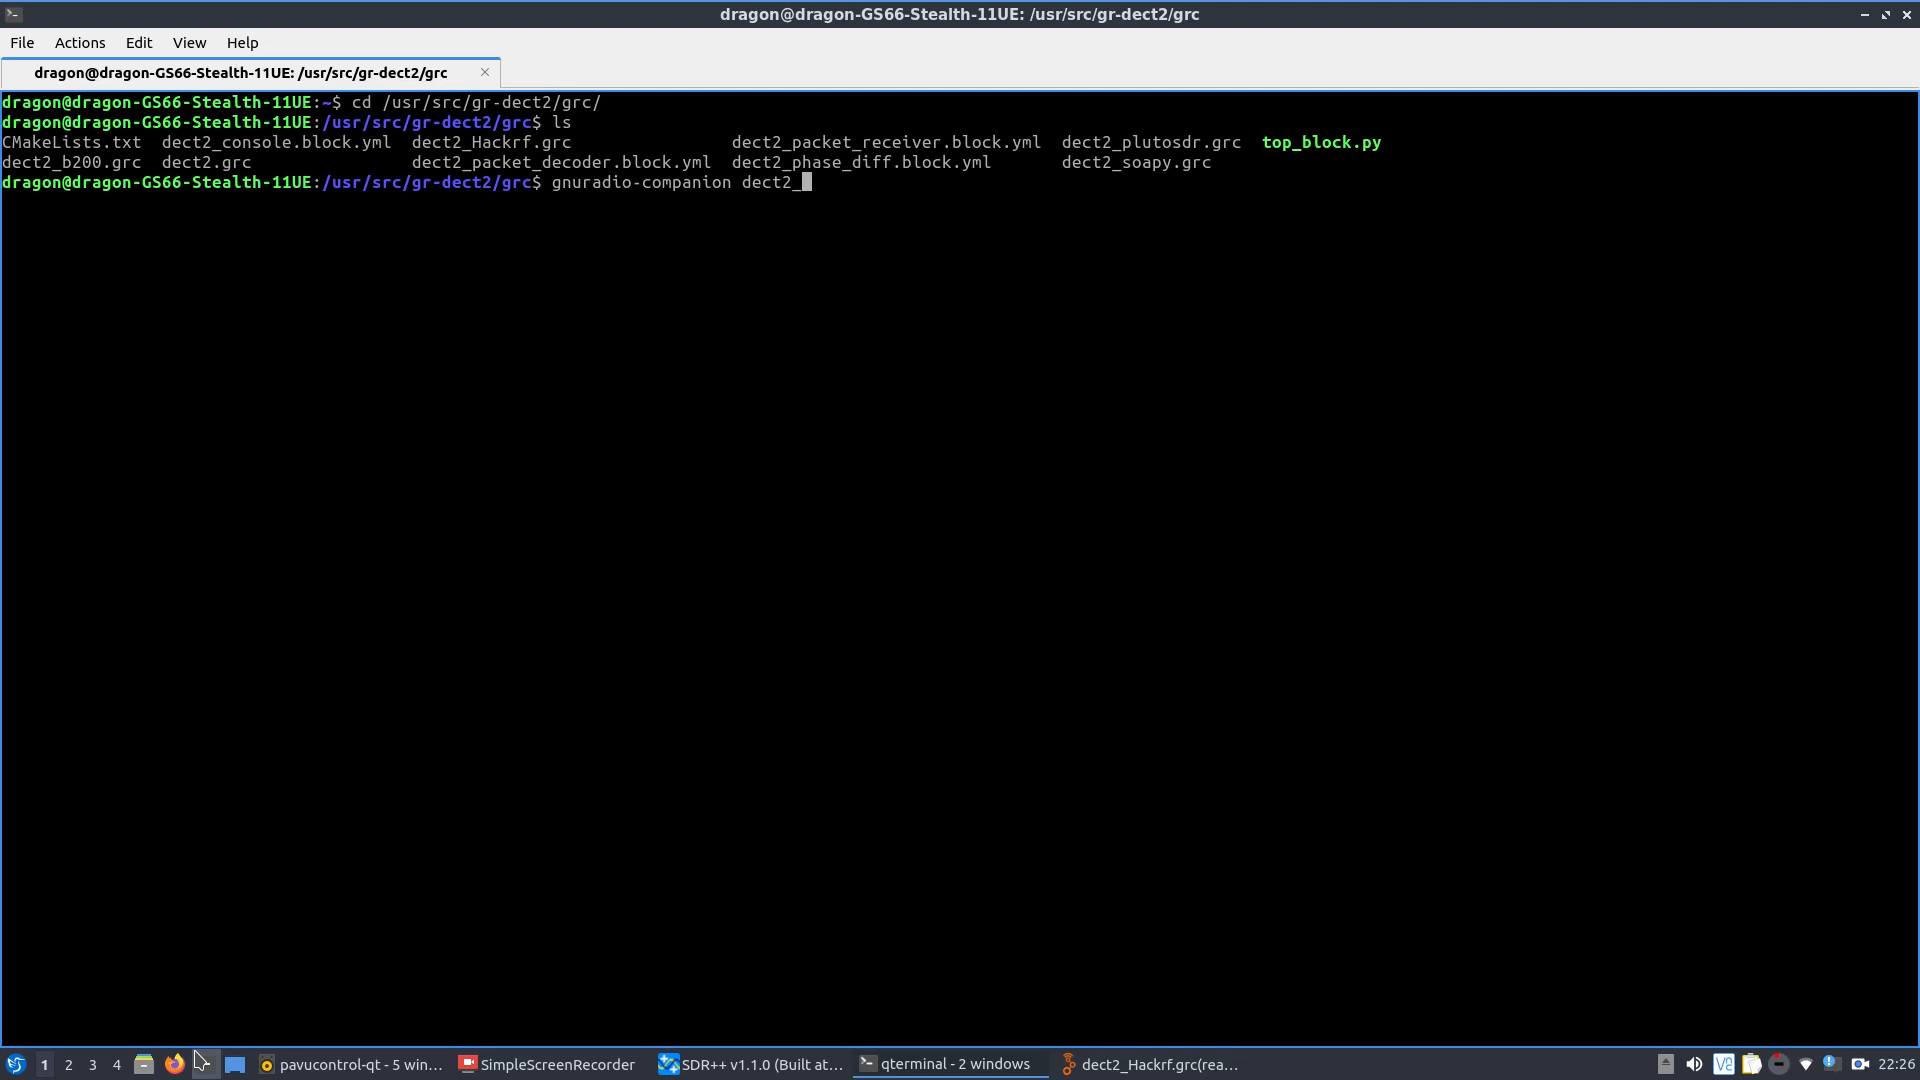 dragon@dragon-GS66-Stealth-11UE: /usr/src/gr-dect2/grc
File Actions Edit View Help
dragon@dragon-GS66-Stealth-11UE: /usr/src/gr-dect2/grc
dragon@dragon-GS66-Stealth-11UE:~$ cd /usr/src/gr-dect2/grc/
dragon@dragon-GS66-Stealth-11UE:/usr/src/gr-dect2/grc$ ls
CMakeLists.txt dect2_console.block.yml dect2_Hackrf.grc dect2_packet_receiver.block.yml dect2_plutosdr.grc top_block.py
dect2_b200.grc dect2.grc dect2_packet_decoder.block.yml dect2_phase_diff.block.yml dect2_soapy.grc
dragon@dragon-GS66-Stealth-11UE:/usr/src/gr-dect2/grc$ gnuradio-companion dect2_
1 2 3 4 pavucontrol-qt - 5 win... SimpleScreenRecorder SDR++ v1.1.0 (Built at... qterminal - 2 windows dect2_Hackrf.grc(rea... 22:26